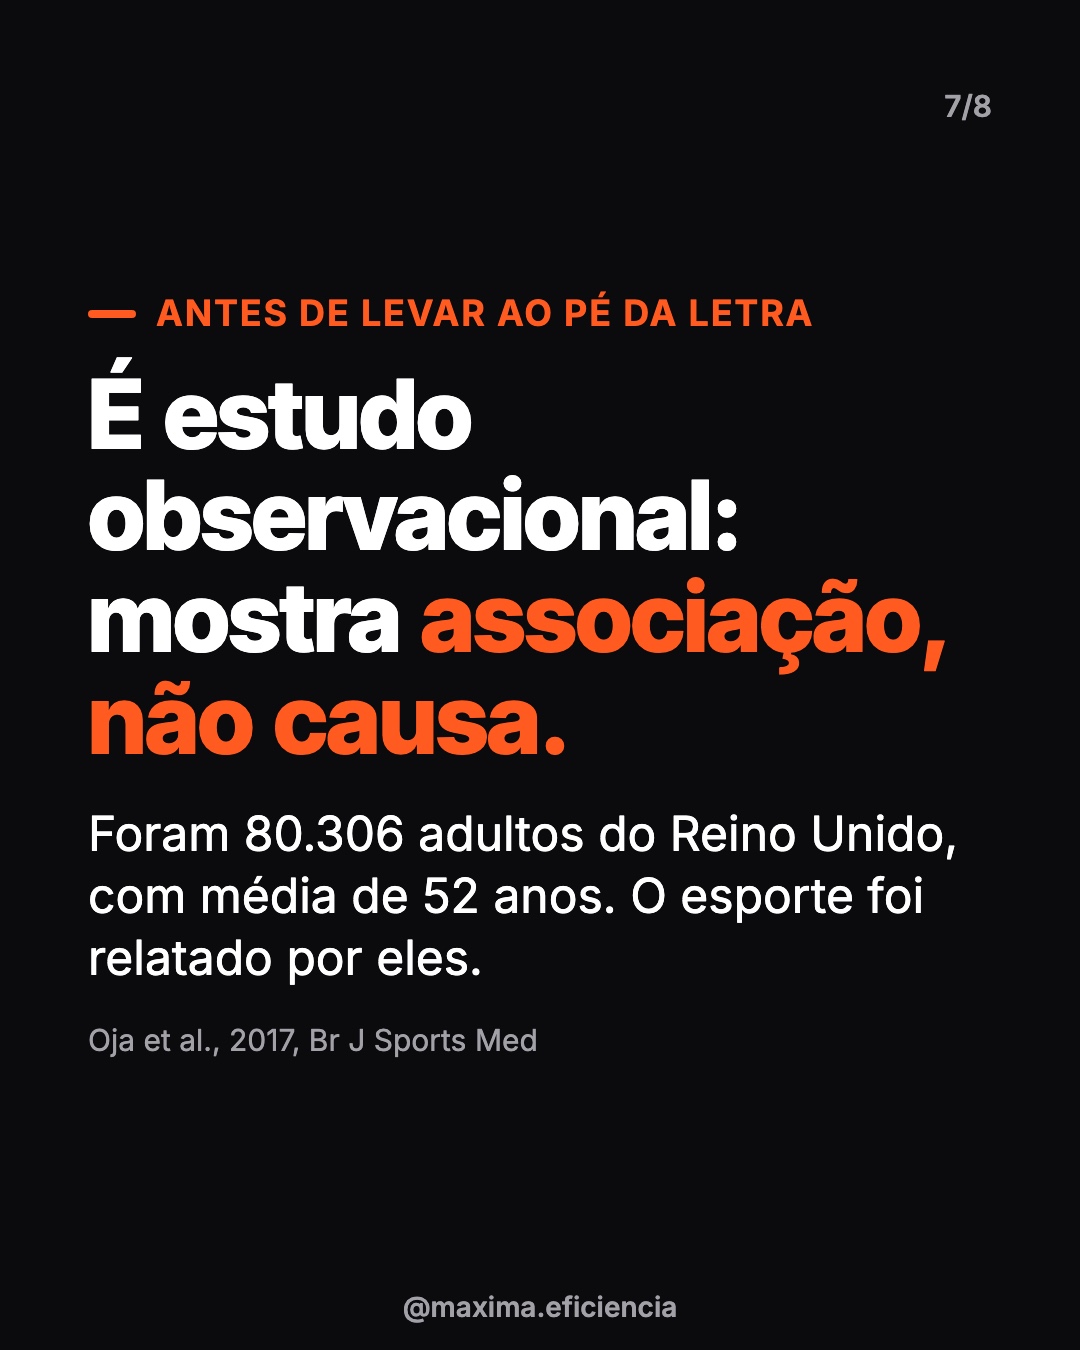 7/8
ANTES DE LEVAR AO PÉ DA LETRA
É estudo
observacional:
mostra associação,
não causa.
Foram 80.306 adultos do Reino Unido,
com média de 52 anos. O esporte foi
relatado por eles.
Oja et al., 2017, Br J Sports Med
@maxima.eficiencia